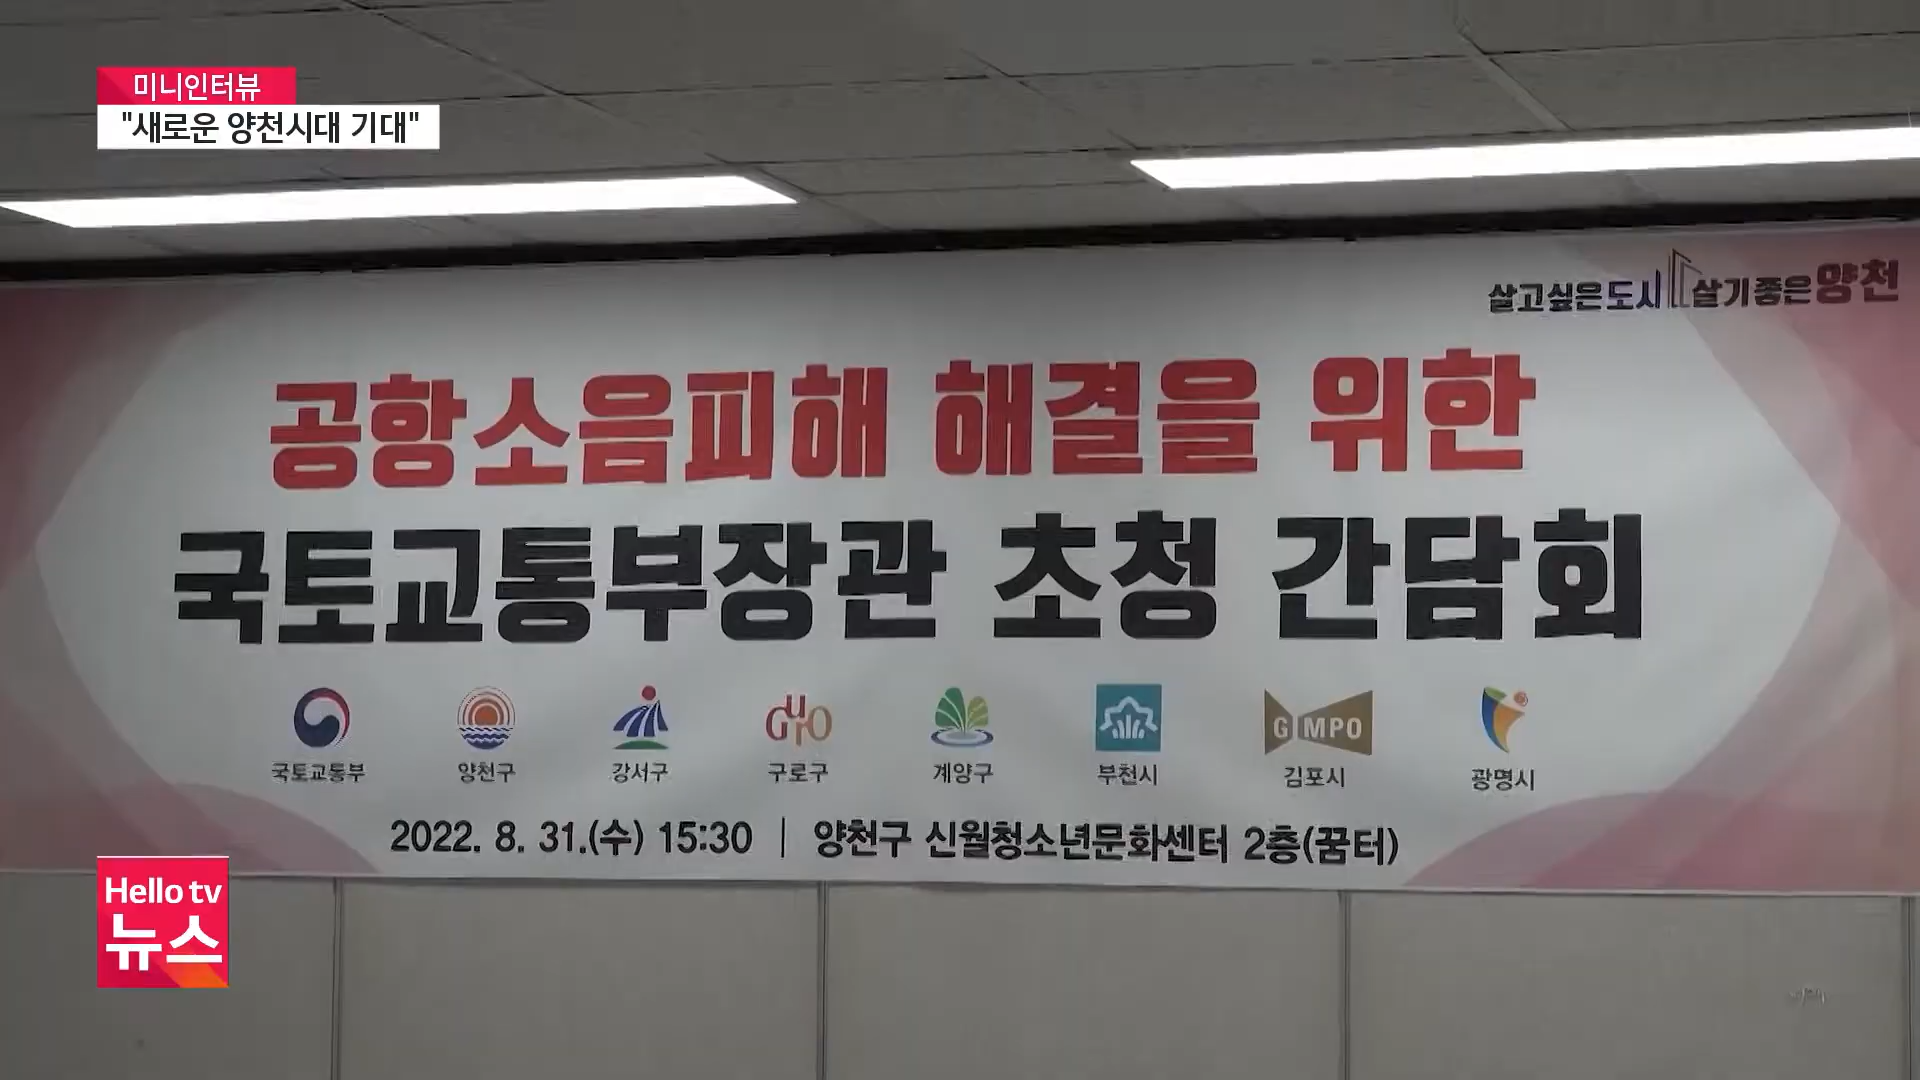 미니인터뷰
"새로운 양천시대 기대"
살고싶은도시 살기좋은양천
공항소음피해 해결을 위한
국토교통부장관 초청 간담회
GuRO
GIMPO
국토교통부 양천구 강서구 구로구 계양구 부천시 김포시 광명시
2022. 8. 31.(수) 15:30 | 양천구 신월청소년문화센터 2층(꿈터)
Hello tv
뉴스